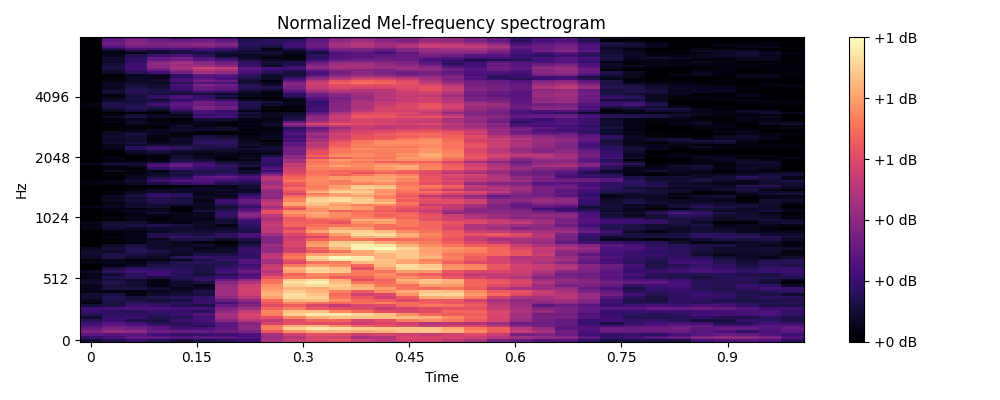 Normalized Mel-frequency spectrogram
Hz
4096
2048
1024
512
0
0 0.15 0.3 0.45 0.6 0.75 0.9
Time
+1 dB
+1 dB
+1 dB
+0 dB
+0 dB
+0 dB